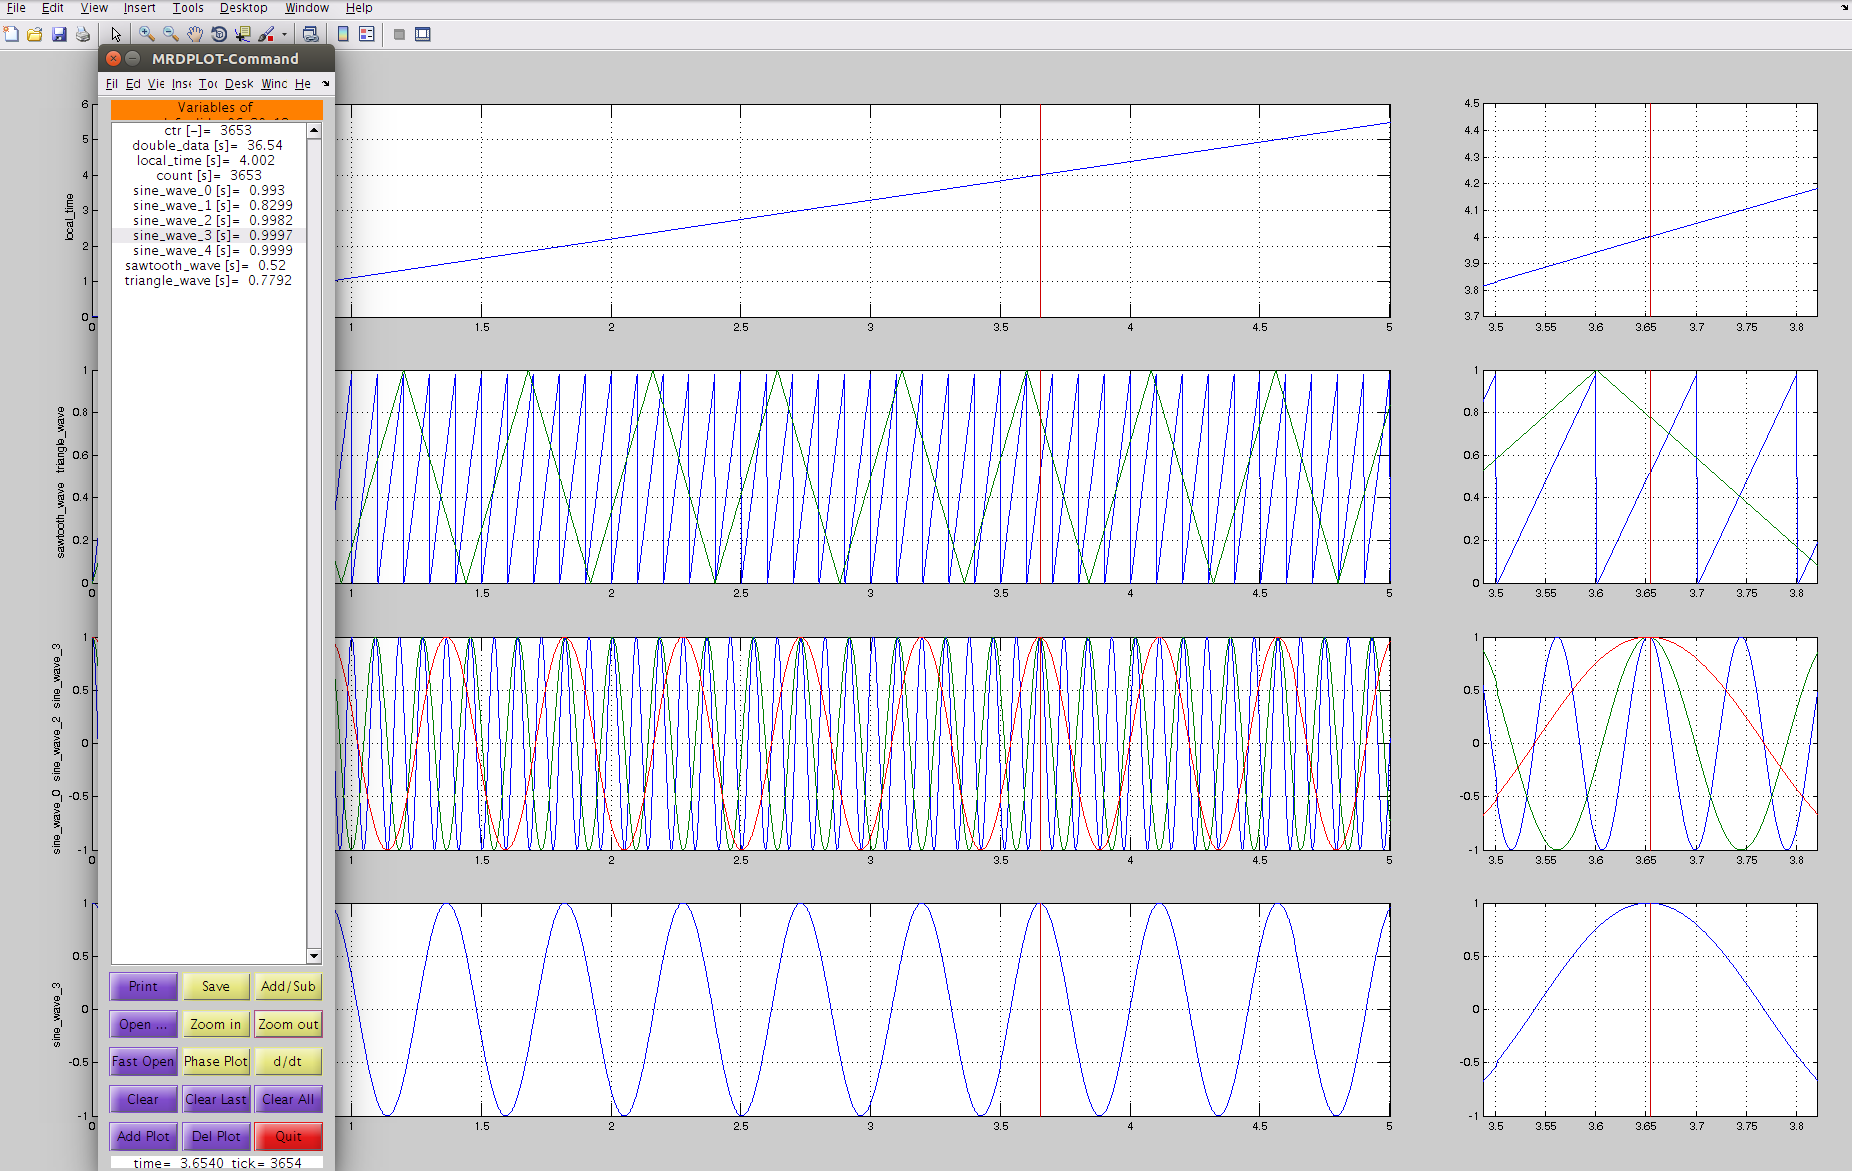 File Edit View Insert Tools Desktop Window Help
MRDPLOT-Command
Fil Ed Vie Inse Too Desk Winc He
Variables of
ctr [-]= 3653
double_data [s]= 36.54
local_time [s]= 4.002
count [s]= 3653
sine_wave_0 [s]= 0.993
sine_wave_1 [s]= 0.8299
sine_wave_2 [s]= 0.9982
sine_wave_3 [s]= 0.9997
sine_wave_4 [s]= 0.9999
sawtooth_wave [s]= 0.52
triangle_wave [s]= 0.7792
Print Save Add/Sub
Open ... Zoom in Zoom out
Fast Open Phase Plot d/dt
Clear Clear Last Clear All
Add Plot Del Plot Quit
time= 3.6540 tick= 3654
local_time
6
5
4
3
2
1
0
0 1 1.5 2 2.5 3 3.5 4 4.5 5
4.5
4.4
4.3
4.2
4.1
4
3.9
3.8
3.7
3.5 3.55 3.6 3.65 3.7 3.75 3.8
sawtooth_wave triangle_wave
1
0.8
0.6
0.4
0.2
0
0 1 1.5 2 2.5 3 3.5 4 4.5 5
1
0.8
0.6
0.4
0.2
0
3.5 3.55 3.6 3.65 3.7 3.75 3.8
sine_wave_0 sine_wave_2 sine_wave_3
1
0.5
0
-0.5
-1
0 1 1.5 2 2.5 3 3.5 4 4.5 5
1
0.5
0
-0.5
-1
3.5 3.55 3.6 3.65 3.7 3.75 3.8
sine_wave_3
1
0.5
0
-0.5
-1
0 1 1.5 2 2.5 3 3.5 4 4.5 5
1
0.5
0
-0.5
-1
3.5 3.55 3.6 3.65 3.7 3.75 3.8